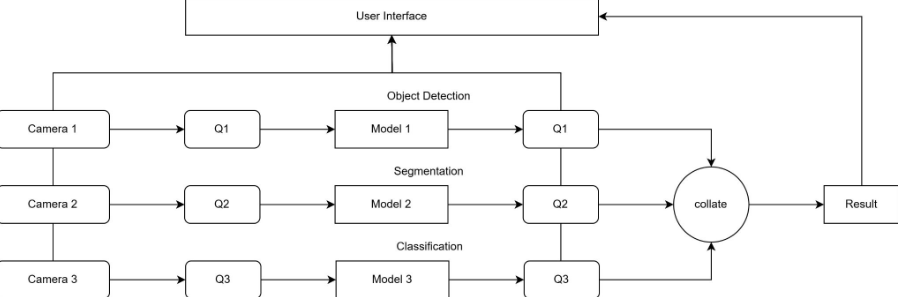 User Interface
Object Detection
Camera 1
Q1
Model 1
Q1
Segmentation
Camera 2
Q2
Model 2
Q2
collate
Result
Classification
Camera 3
Q3
Model 3
Q3